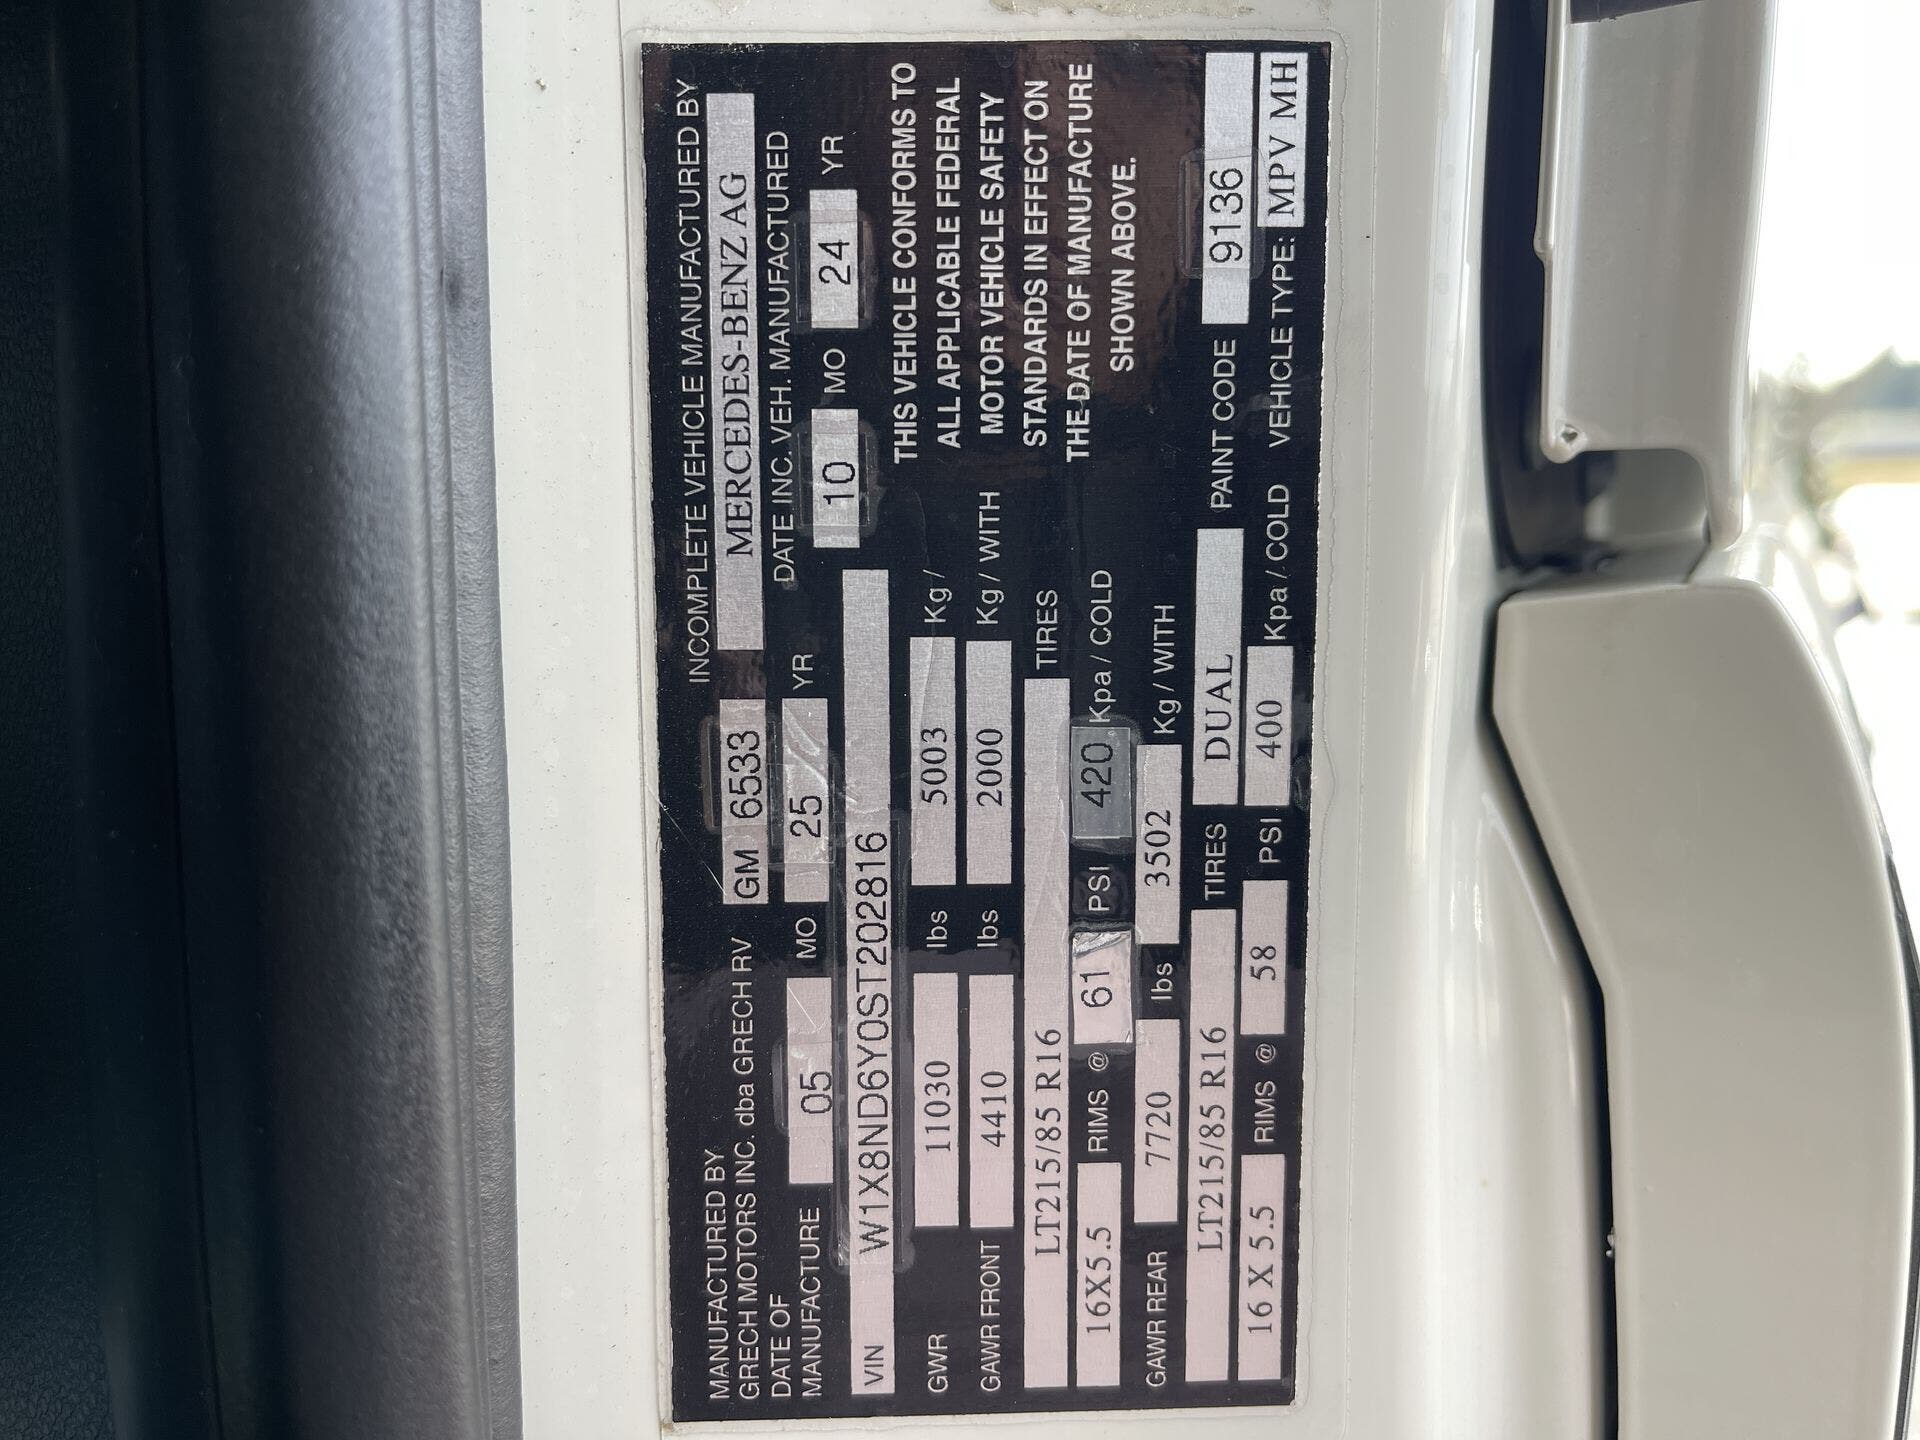 MANUFACTURED BY
GRECH MOTORS INC. dba GRECH RV GM 6533
INCOMPLETE VEHICLE MANUFACTURED BY
MERCEDES-BENZ AG
DATE OF
MANUFACTURE 05 MO 25 YR
DATE INC. VEH. MANUFACTURED
10 MO 24 YR
VIN W1X8ND6Y0ST202816
GWR 11030 lbs 5003 Kg /
GAWR FRONT 4410 lbs 2000 Kg / WITH
LT215/85 R16 TIRES
16X5.5 RIMS @ 61 PSI 420 Kpa / COLD
THIS VEHICLE CONFORMS TO
ALL APPLICABLE FEDERAL
MOTOR VEHICLE SAFETY
STANDARDS IN EFFECT ON
THE DATE OF MANUFACTURE
SHOWN ABOVE.
GAWR REAR 7720 lbs 3502 Kg / WITH
LT215/85 R16 TIRES DUAL PAINT CODE 9136
16 X 5.5 RIMS @ 58 PSI 400 Kpa / COLD VEHICLE TYPE: MPV MH